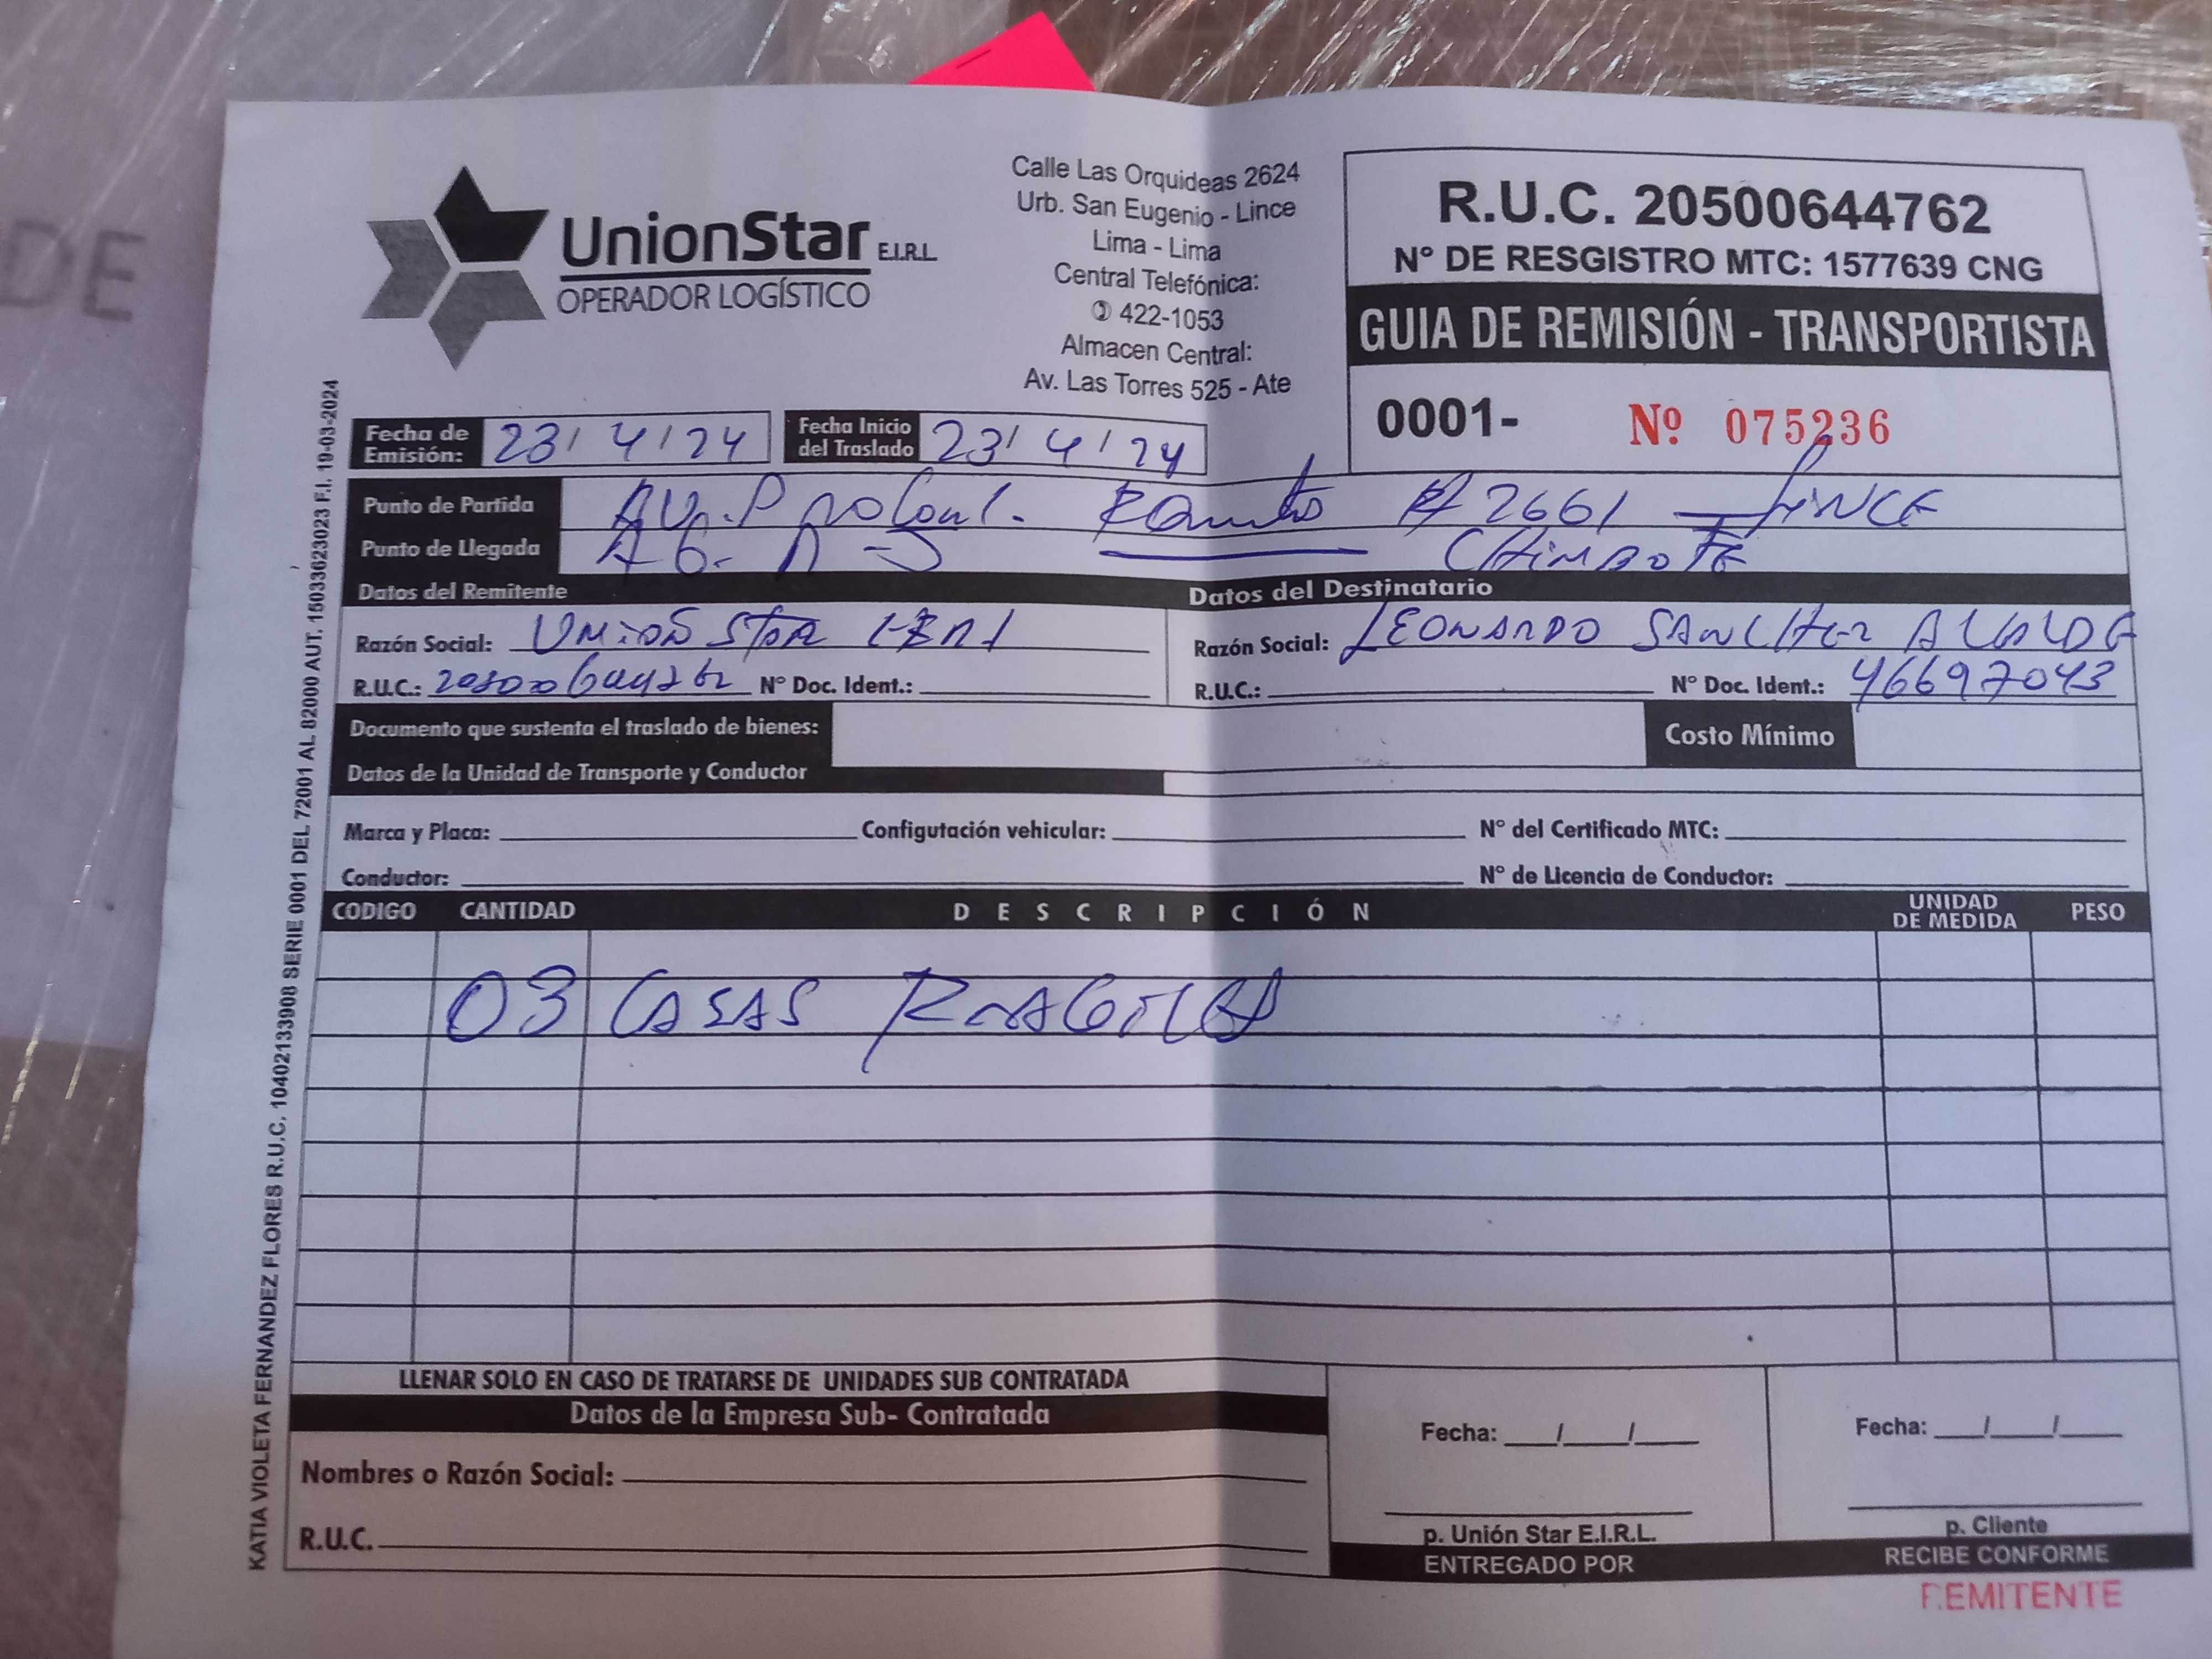 DE
UnionStar E.I.R.L
OPERADOR LOGÍSTICO
Calle Las Orquideas 2624
Urb. San Eugenio - Lince
Lima - Lima
Central Telefónica:
422-1053
Almacen Central:
Av. Las Torres 525 - Ate
R.U.C. 20500644762
N° DE RESGISTRO MTC: 1577639 CNG
GUIA DE REMISIÓN - TRANSPORTISTA
0001- Nº 075236
Fecha de Emisión: 23/ 4 / 24 Fecha Inicio del Traslado 23/ 4 / 24
Punto de Partida Av. 2661 - LINCE
Punto de Llegada CHIMBOTE
Datos del Remitente Datos del Destinatario
Razón Social: UNION STAR Razón Social: LEONARDO SANCHEZ
R.U.C.: N° Doc. Ident.: R.U.C.: N° Doc. Ident.: 46697043
Documento que sustenta el traslado de bienes: Costo Mínimo
Datos de la Unidad de Transporte y Conductor
Marca y Placa: Configutación vehicular: N° del Certificado MTC:
Conductor: N° de Licencia de Conductor:
CODIGO CANTIDAD DESCRIPCIÓN UNIDAD DE MEDIDA PESO
03 CASAS
LLENAR SOLO EN CASO DE TRATARSE DE UNIDADES SUB CONTRATADA
Datos de la Empresa Sub- Contratada
Nombres o Razón Social:
R.U.C.
Fecha: / /
p. Unión Star E.I.R.L.
ENTREGADO POR
Fecha: / /
p. Cliente
RECIBE CONFORME
REMITENTE
KATIA VIOLETA FERNANDEZ FLORES R.U.C. 10402133908 SERIE 0001 DEL 72001 AL 82000 AUT. 15033623023 F.I. 19-03-2024